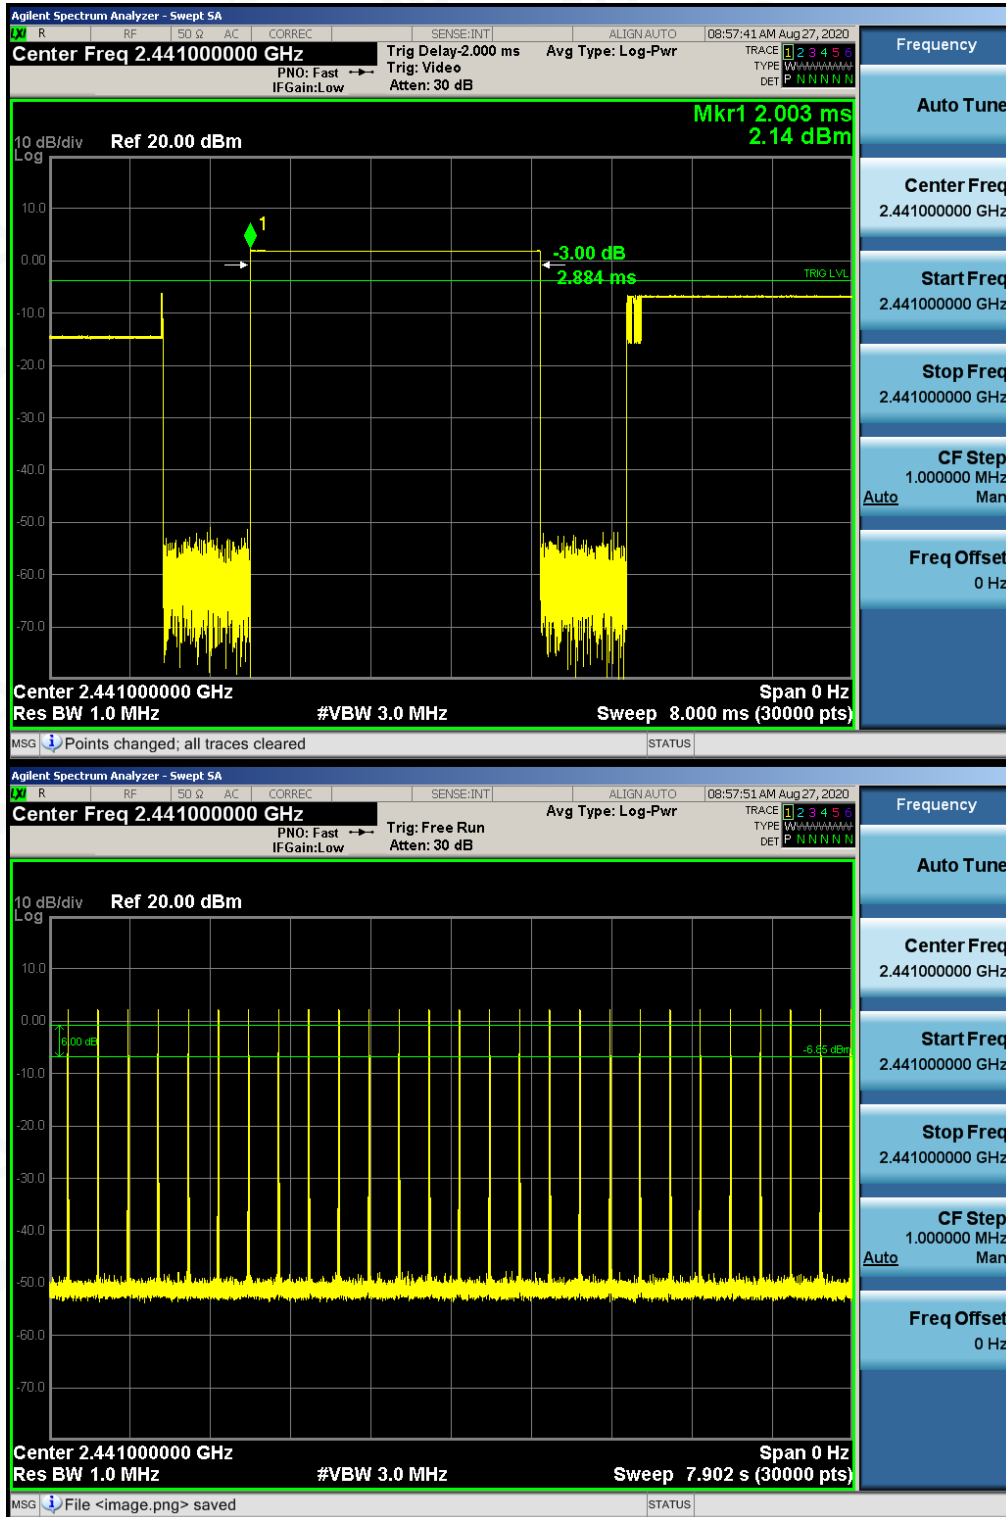 Agilent Spectrum Analyzer - Swept SA
LXI R RF 50 Ω AC CORREC SENSE:INT ALIGN AUTO 08:57:41 AM Aug 27, 2020
Center Freq 2.441000000 GHz
PNO: Fast
IFGain:Low
Trig Delay-2.000 ms
Trig: Video
Atten: 30 dB
Avg Type: Log-Pwr
TRACE 1 2 3 4 5 6
TYPE
DET P N N N N N
Frequency
Mkr1 2.003 ms
2.14 dBm
10 dB/div Ref 20.00 dBm
Log
10.0
0.00
-10.0
-20.0
-30.0
-40.0
-50.0
-60.0
-70.0
1
-3.00 dB
2.884 ms
TRIG LVL
Center 2.441000000 GHz Span 0 Hz
Res BW 1.0 MHz #VBW 3.0 MHz Sweep 8.000 ms (30000 pts)
MSG Points changed; all traces cleared STATUS
Auto Tune
Center Freq
2.441000000 GHz
Start Freq
2.441000000 GHz
Stop Freq
2.441000000 GHz
CF Step
1.000000 MHz
Auto Man
Freq Offset
0 Hz
Agilent Spectrum Analyzer - Swept SA
LXI R RF 50 Ω AC CORREC SENSE:INT ALIGN AUTO 08:57:51 AM Aug 27, 2020
Center Freq 2.441000000 GHz
PNO: Fast
IFGain:Low
Trig: Free Run
Atten: 30 dB
Avg Type: Log-Pwr
TRACE 1 2 3 4 5 6
TYPE
DET P N N N N N
Frequency
10 dB/div Ref 20.00 dBm
Log
10.0
0.00
-10.0
-20.0
-30.0
-40.0
-50.0
-60.0
-70.0
6.00 dB
-6.85 dBm
Center 2.441000000 GHz Span 0 Hz
Res BW 1.0 MHz #VBW 3.0 MHz Sweep 7.902 s (30000 pts)
MSG File <image.png> saved STATUS
Auto Tune
Center Freq
2.441000000 GHz
Start Freq
2.441000000 GHz
Stop Freq
2.441000000 GHz
CF Step
1.000000 MHz
Auto Man
Freq Offset
0 Hz